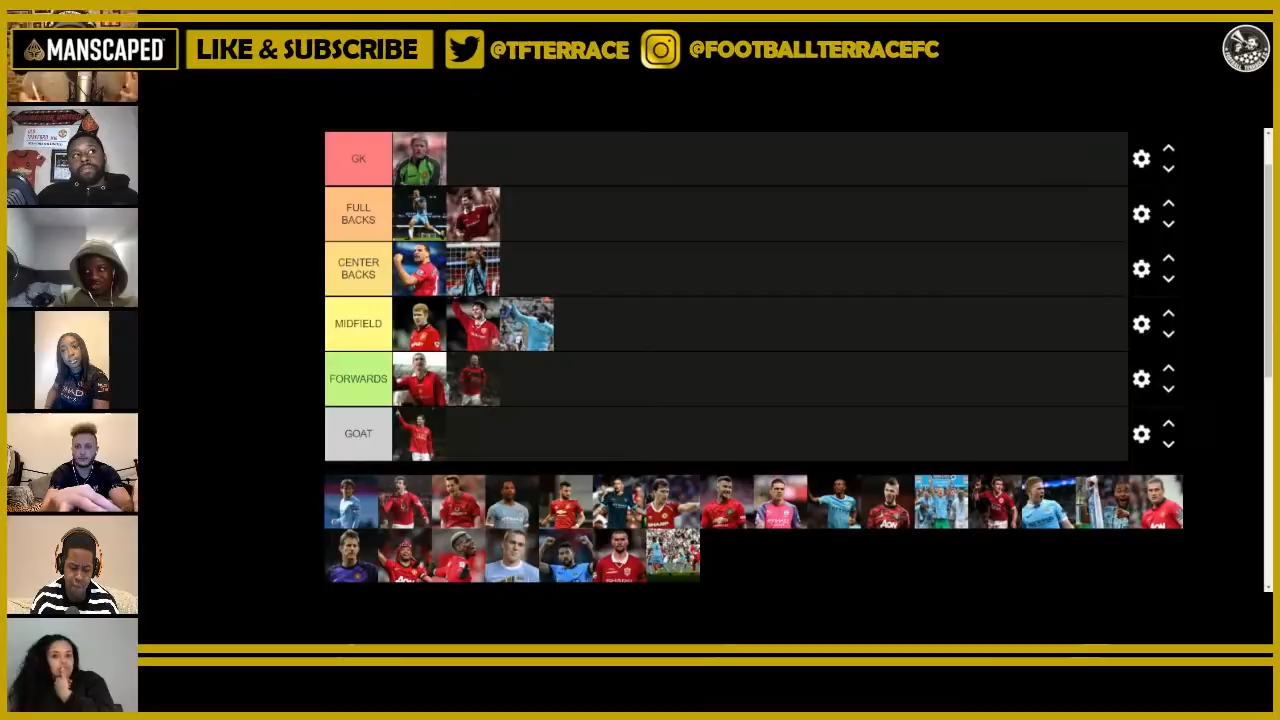 MANSCAPED
LIKE & SUBSCRIBE
@TFTERRACE
@FOOTBALLTERRACEFC
GK
FULL
BACKS
CENTER
BACKS
MIDFIELD
FORWARDS
GOAT